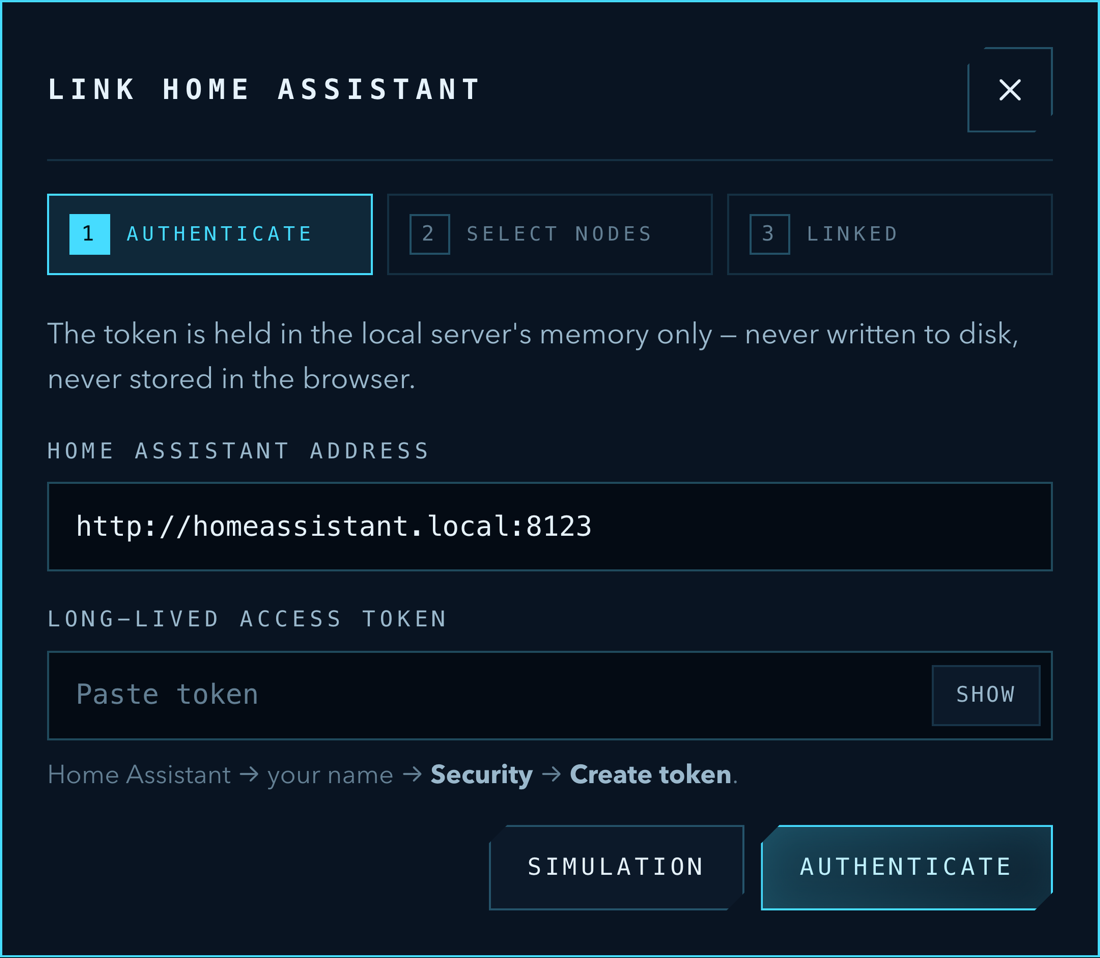 LINK HOME ASSISTANT
1 AUTHENTICATE
2 SELECT NODES
3 LINKED
The token is held in the local server's memory only — never written to disk,
never stored in the browser.
HOME ASSISTANT ADDRESS
http://homeassistant.local:8123
LONG-LIVED ACCESS TOKEN
Paste token
SHOW
Home Assistant → your name → Security → Create token.
SIMULATION
AUTHENTICATE